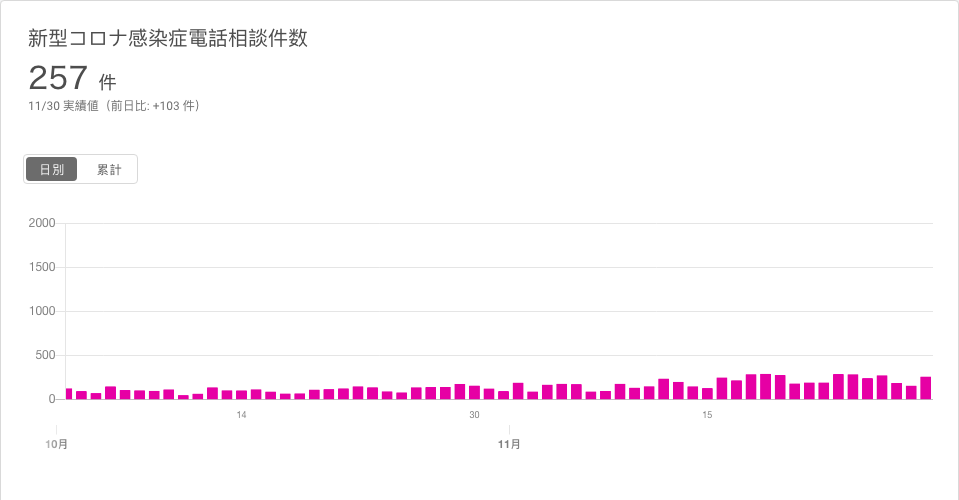 新型コロナ感染症電話相談件数
257 件
11/30 実績値（前日比: +103 件）
日別 累計
2000
1500
1000
500
0
14 30 15
10月 11月